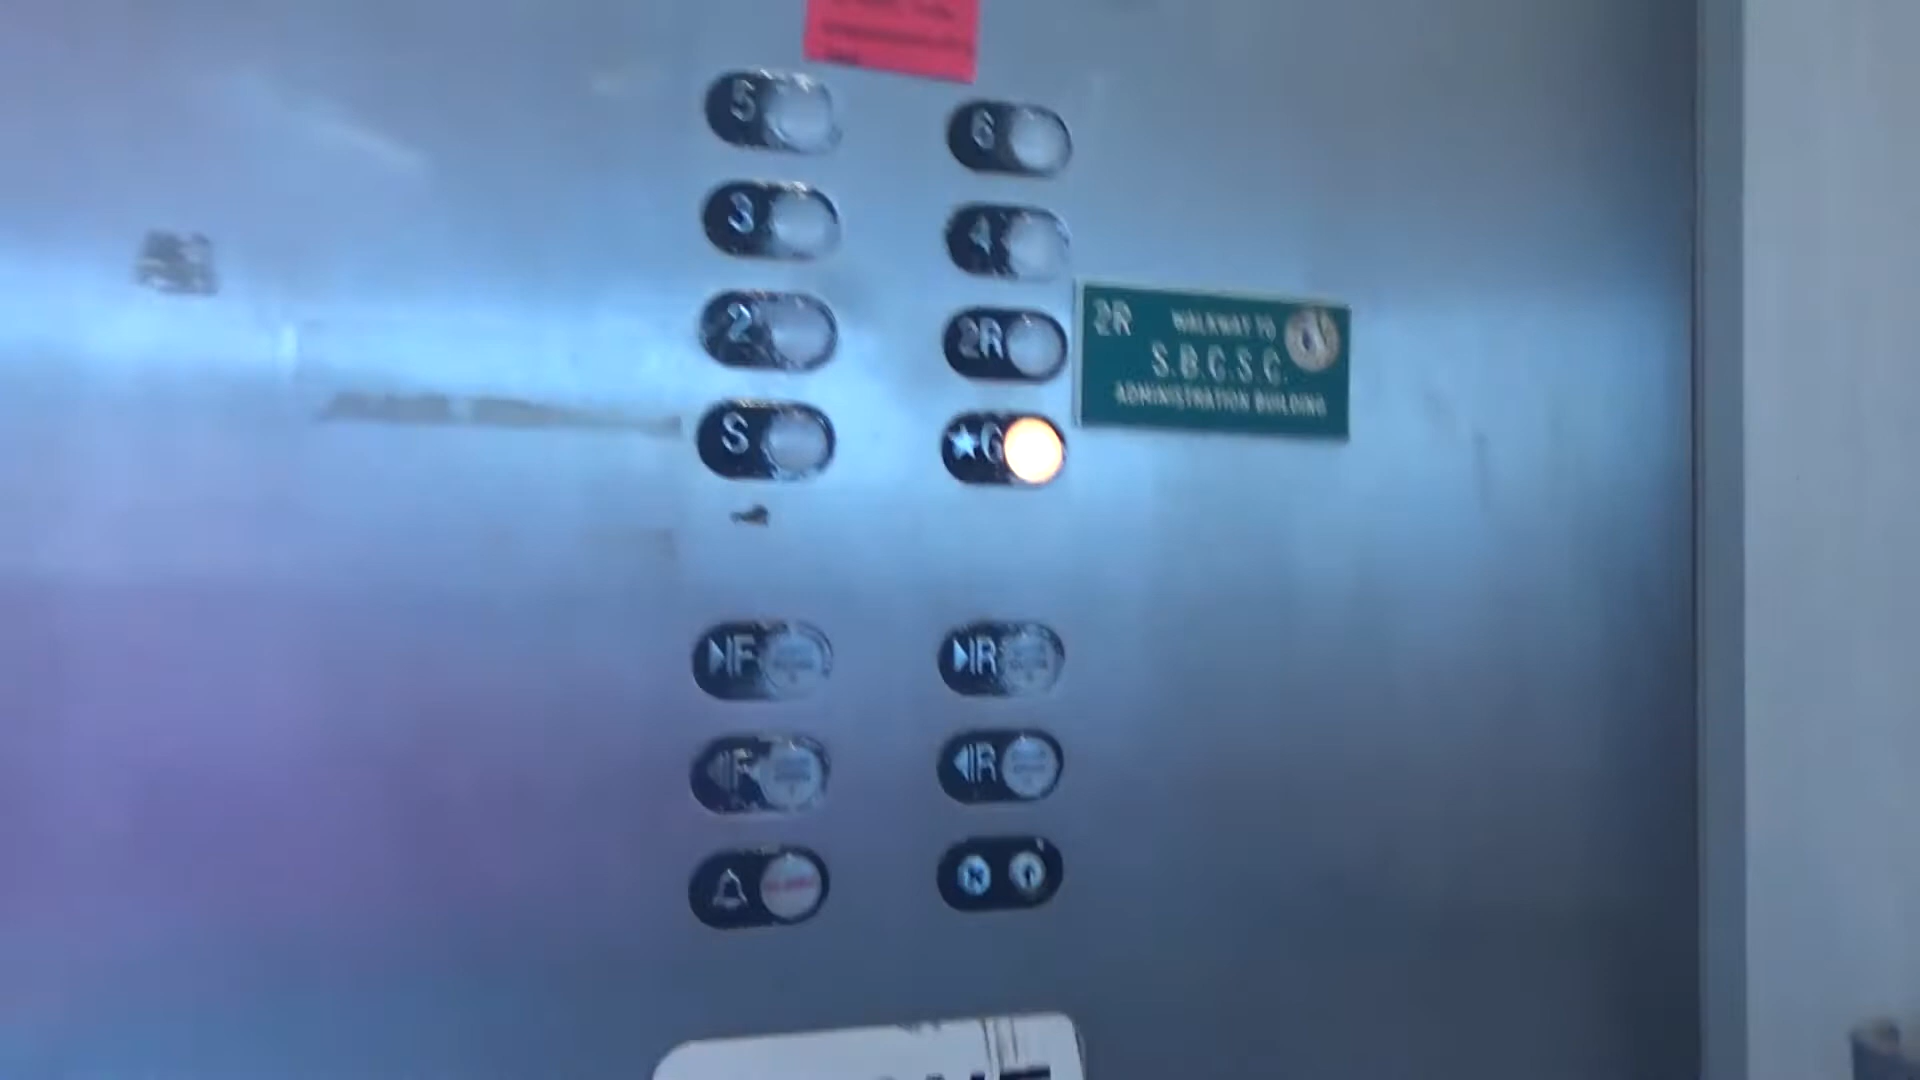 5
6
3
4
2
2R
2R WALKWAY TO
S.B.C.S.C.
ADMINISTRATION BUILDING
S
★G
▶|F
▶|R
◀|F
◀|R